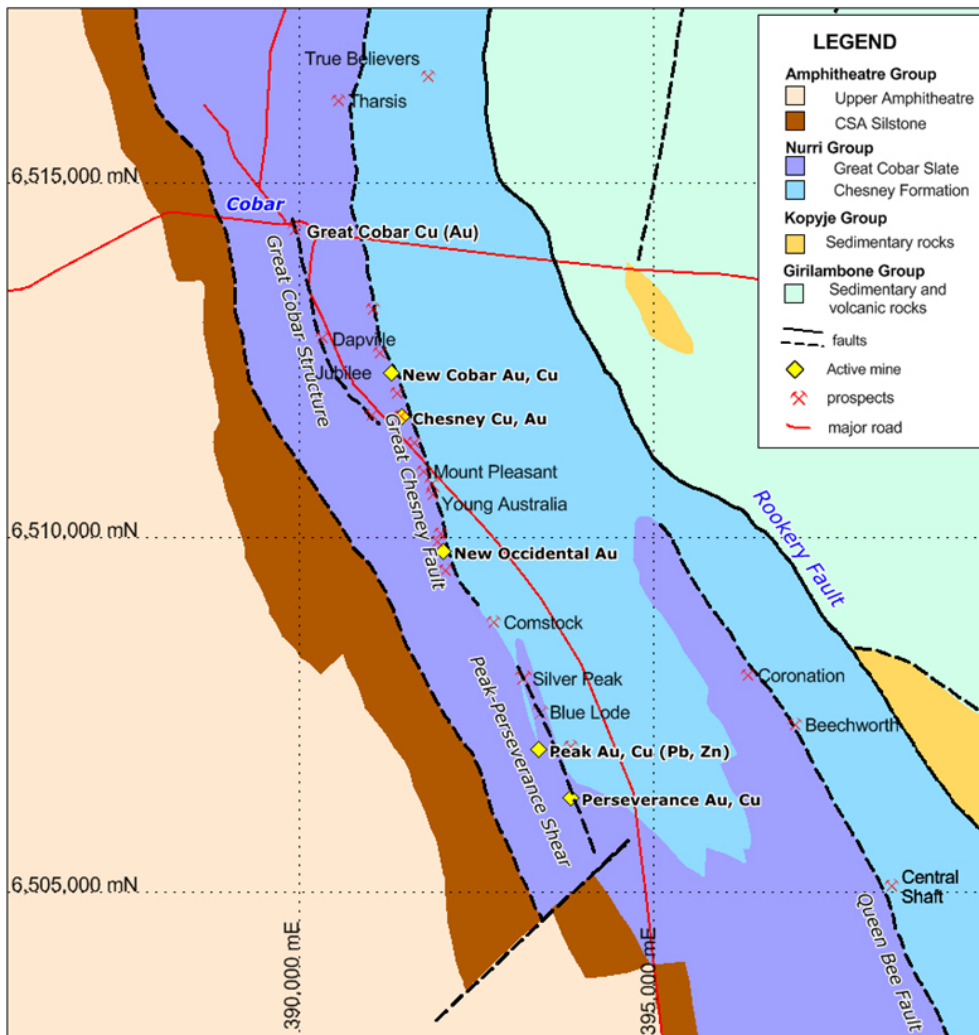 True Believers
Tharsis
6,515,000 mN
Cobar
Great Cobar Cu (Au)
Great Cobar Structure
Dapville
Jubilee
New Cobar Au, Cu
Chesney Cu, Au
Great Chesney Fault
Mount Pleasant
Young Australia
6,510,000 mN
New Occidental Au
Rookery Fault
Comstock
Silver Peak
Coronation
Blue Lode
Beechworth
Peak Au, Cu (Pb, Zn)
Peak-Perseverance Shear
Perseverance Au, Cu
6,505,000 mN
Central
Shaft
Queen Bee Fault
390,000 mE
395,000 mE
LEGEND
Amphitheatre Group
Upper Amphitheatre
CSA Silstone
Nurri Group
Great Cobar Slate
Chesney Formation
Kopyje Group
Sedimentary rocks
Girilambone Group
Sedimentary and
volcanic rocks
faults
Active mine
prospects
major road